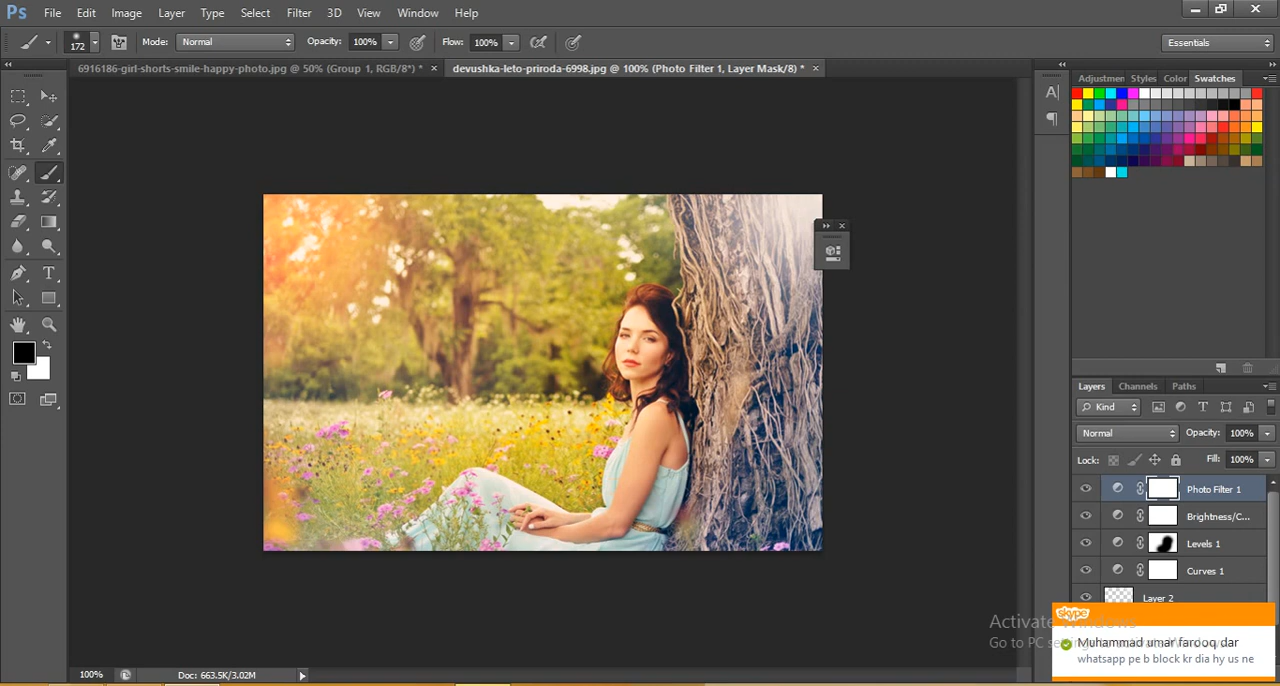 Ps File Edit Image Layer Type Select Filter 3D View Window Help
172 Mode: Normal Opacity: 100% Flow: 100% Essentials
6916186-girl-shorts-smile-happy-photo.jpg @ 50% (Group 1, RGB/8*) * × devushka-leto-priroda-6998.jpg @ 100% (Photo Filter 1, Layer Mask/8) * ×
Adjustmen Styles Color Swatches
Layers Channels Paths
Kind
Normal Opacity: 100%
Lock: Fill: 100%
Photo Filter 1
Brightness/C...
Levels 1
Curves 1
Layer 2
skype
Activate Windows
Muhammad umar farooq dar
Go to PC se
whatsapp pe b block kr dia hy us ne
100% Doc: 663.5K/3.02M